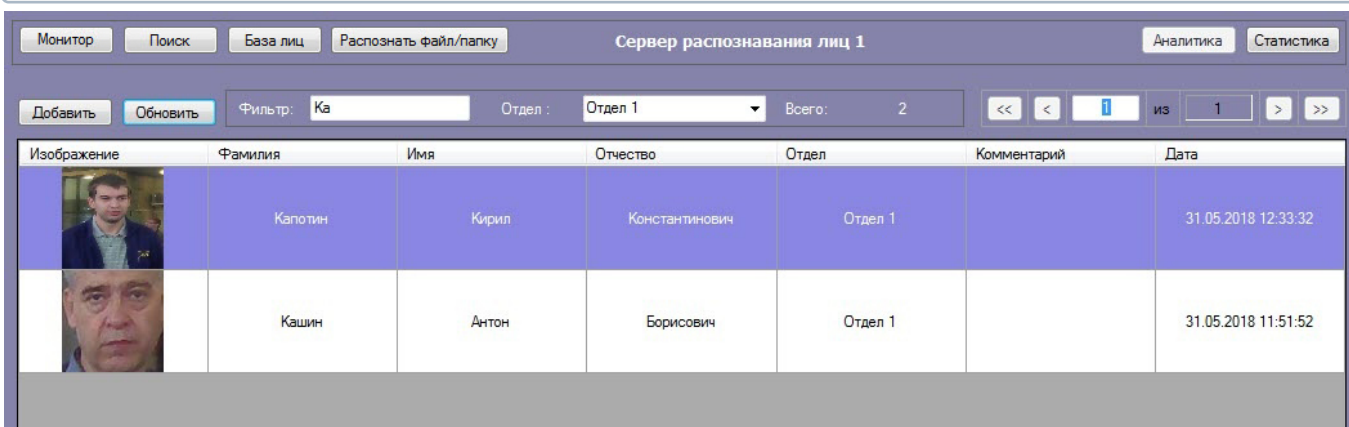 Монитор Поиск База лиц Распознать файл/папку Сервер распознавания лиц 1 Аналитика Статистика
Добавить Обновить Фильтр: Ка Отдел : Отдел 1 Всего: 2 << < 1 из 1 > >>
Изображение Фамилия Имя Отчество Отдел Комментарий Дата
Капотин Кирил Константинович Отдел 1 31.05.2018 12:33:32
Кашин Антон Борисович Отдел 1 31.05.2018 11:51:52